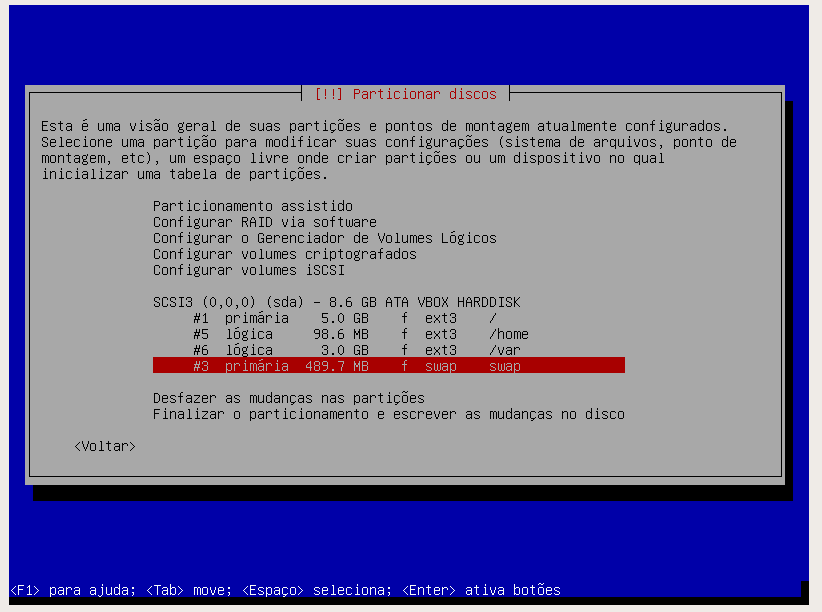 [!!] Particionar discos
Esta é uma visão geral de suas partições e pontos de montagem atualmente configurados.
Selecione uma partição para modificar suas configurações (sistema de arquivos, ponto de
montagem, etc), um espaço livre onde criar partições ou um dispositivo no qual
inicializar uma tabela de partições.
Particionamento assistido
Configurar RAID via software
Configurar o Gerenciador de Volumes Lógicos
Configurar volumes criptografados
Configurar volumes iSCSI
SCSI3 (0,0,0) (sda) - 8.6 GB ATA VBOX HARDDISK
#1 primária 5.0 GB f ext3 /
#5 lógica 98.6 MB f ext3 /home
#6 lógica 3.0 GB f ext3 /var
#3 primária 489.7 MB f swap swap
Desfazer as mudanças nas partições
Finalizar o particionamento e escrever as mudanças no disco
<Voltar>
<F1> para ajuda; <Tab> move; <Espaço> seleciona; <Enter> ativa botões